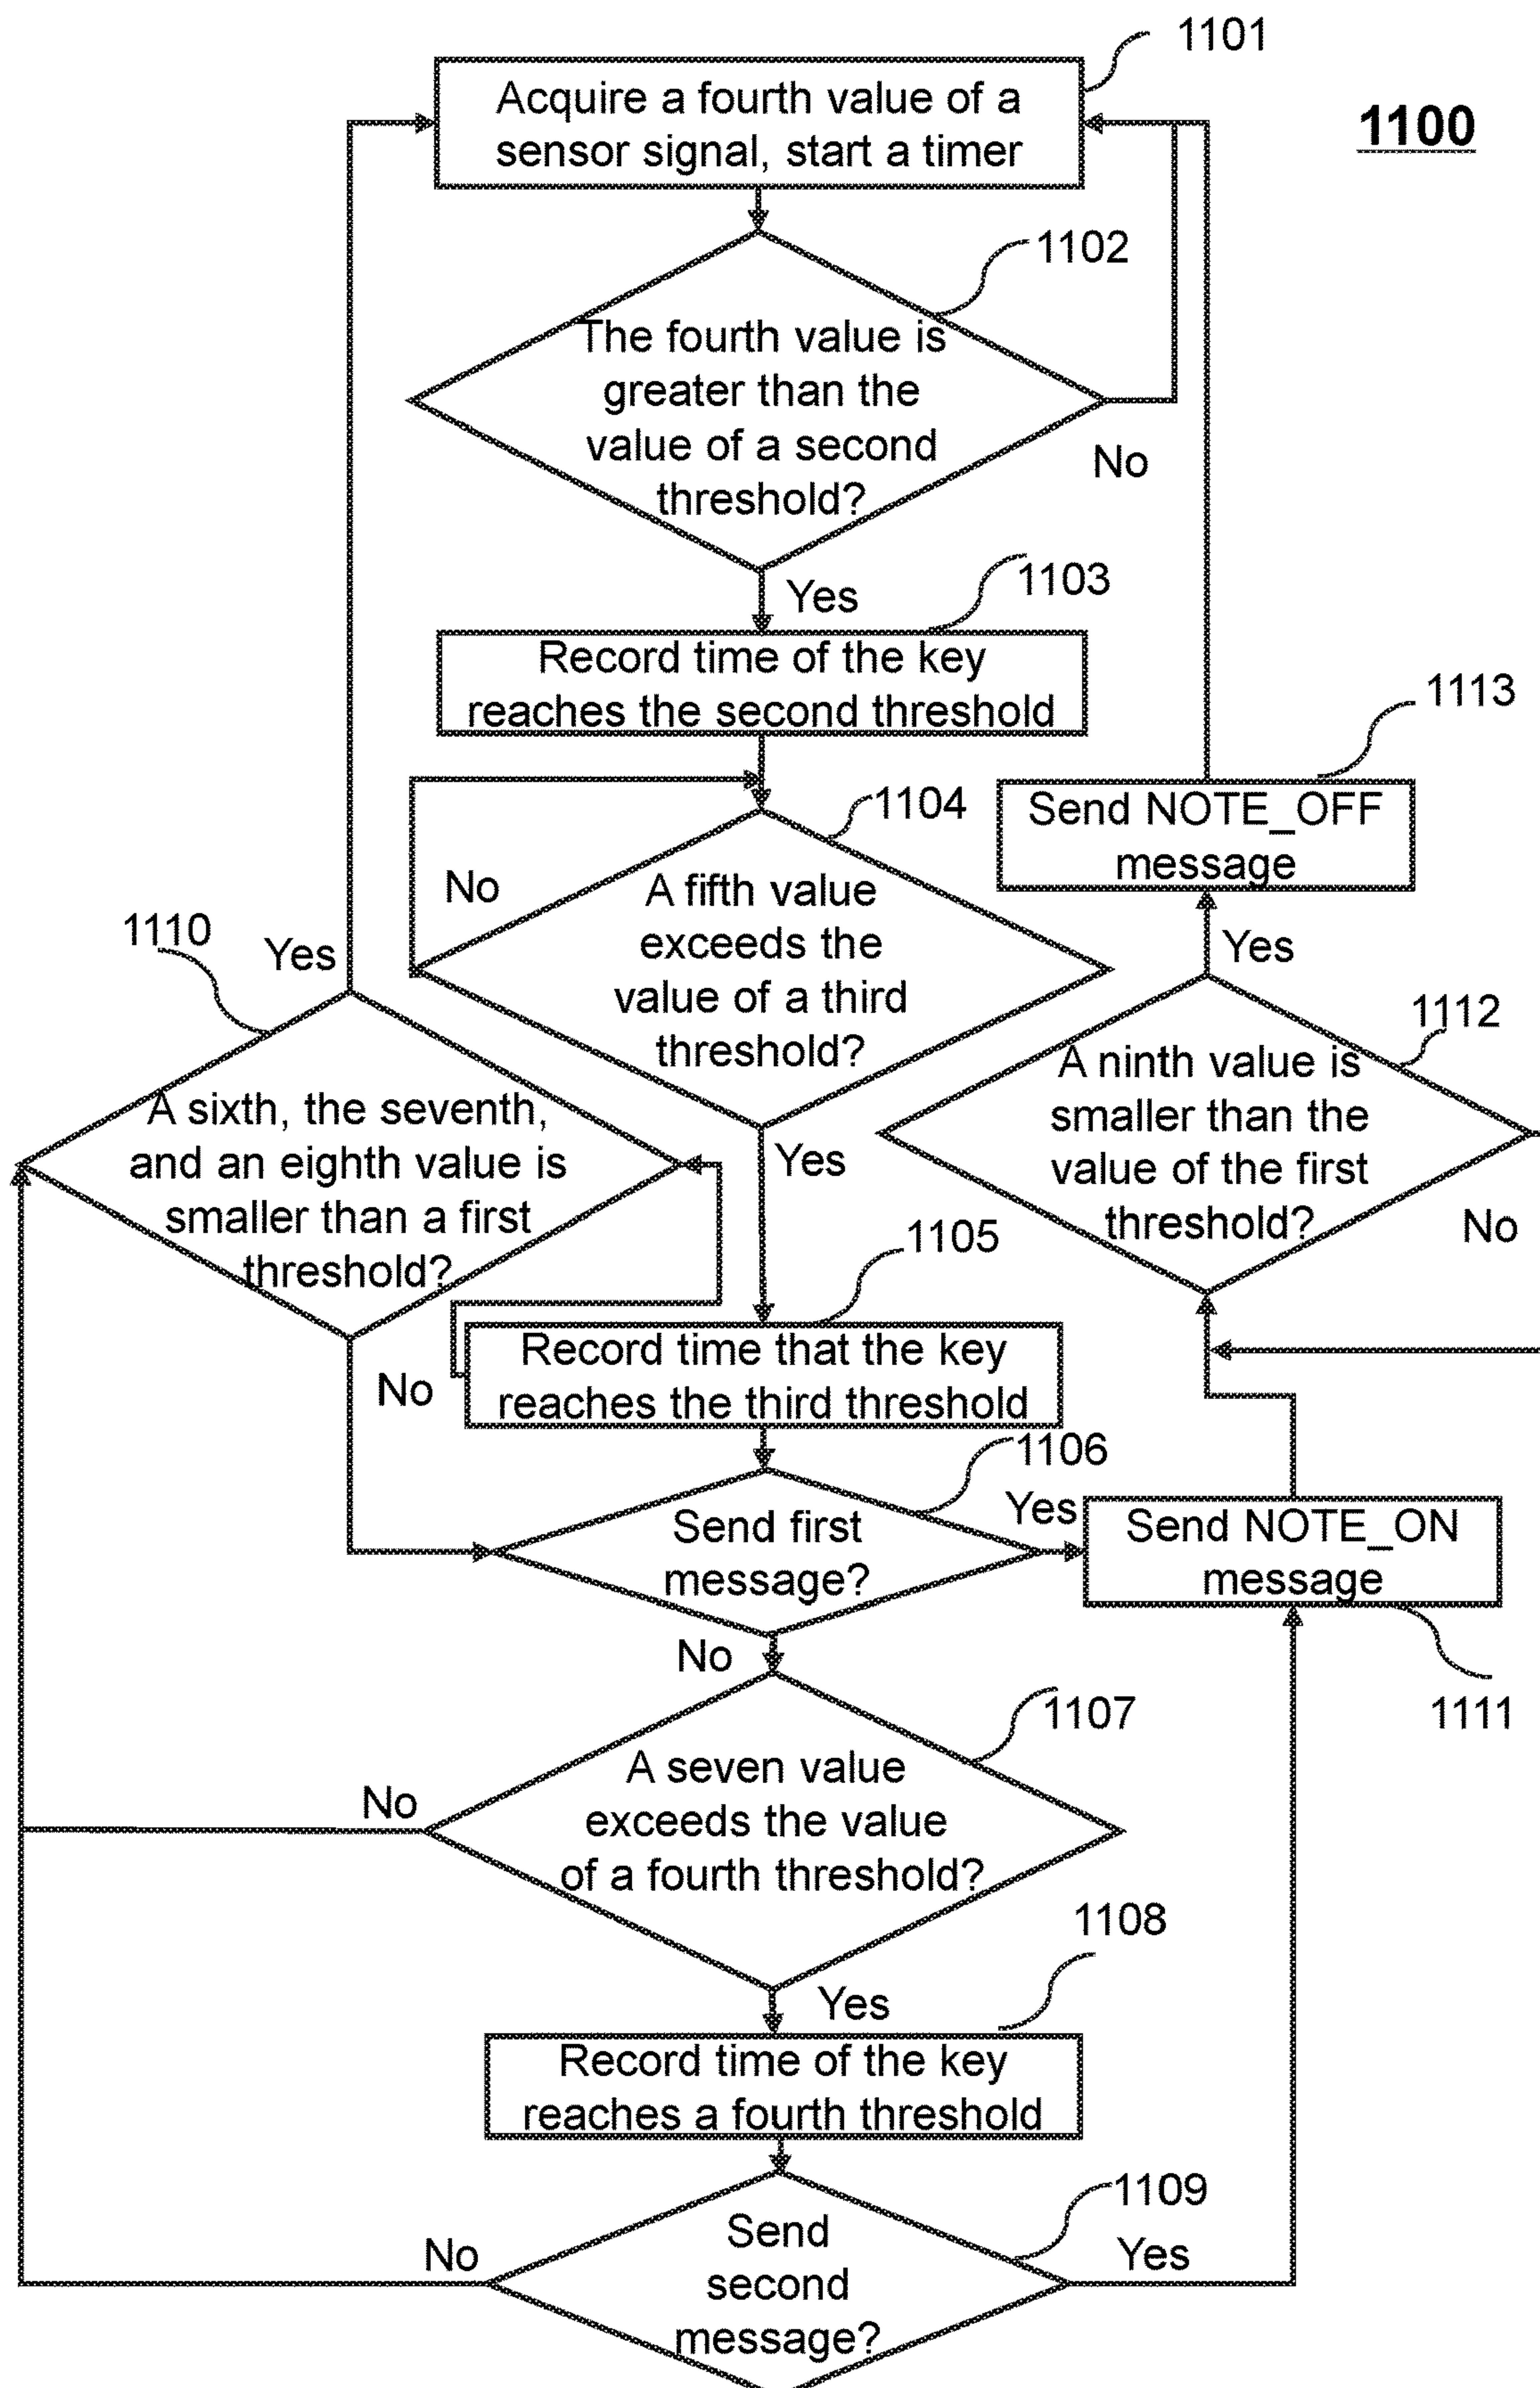 1101
Acquire a fourth value of a
sensor signal, start a timer
1100
1102
The fourth value is
greater than the
value of a second
threshold?
No
Yes
1103
Record time of the key
reaches the second threshold
1113
Send NOTE_OFF
message
1104
No
A fifth value
exceeds the
value of a third
threshold?
1110
Yes
Yes
1112
A ninth value is
smaller than the
value of the first
threshold?
No
A sixth, the seventh,
and an eighth value is
smaller than a first
threshold?
Yes
1105
No
Record time that the key
reaches the third threshold
1106
Send first
message?
Yes
Send NOTE_ON
message
1111
No
1107
A seven value
exceeds the value
of a fourth threshold?
No
1108
Yes
Record time of the key
reaches a fourth threshold
1109
No
Send
second
message?
Yes